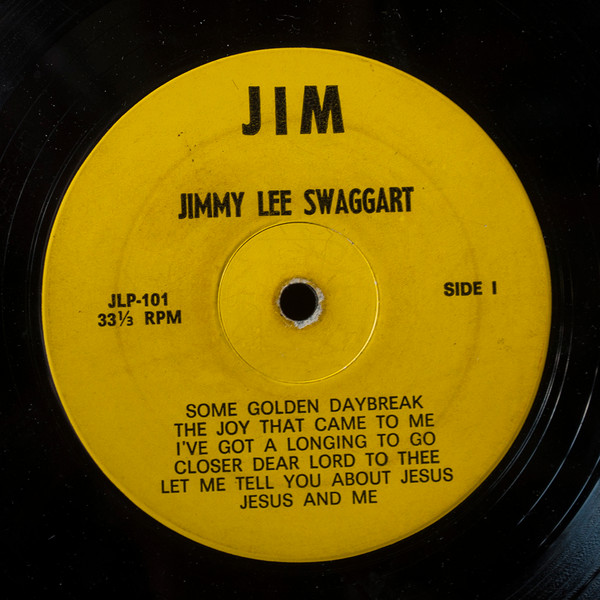 JIM
JIMMY LEE SWAGGART
JLP-101
33⅓ RPM
SIDE I
SOME GOLDEN DAYBREAK
THE JOY THAT CAME TO ME
I'VE GOT A LONGING TO GO
CLOSER DEAR LORD TO THEE
LET ME TELL YOU ABOUT JESUS
JESUS AND ME